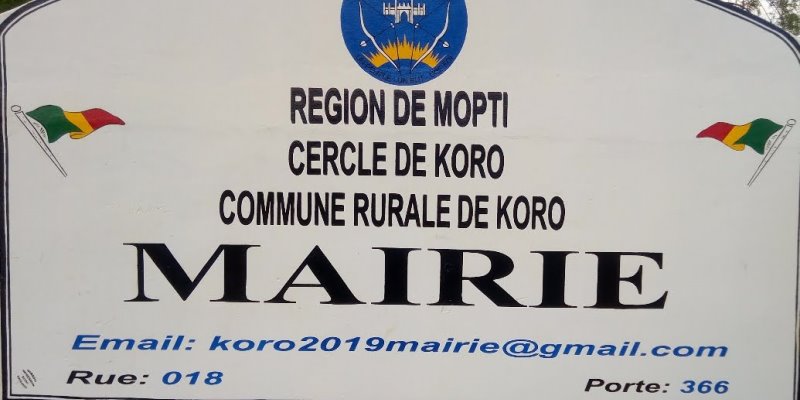 REGION DE MOPTI
CERCLE DE KORO
COMMUNE RURALE DE KORO
MAIRIE
Email: koro2019mairie@gmail.com
Rue: 018
Porte: 366